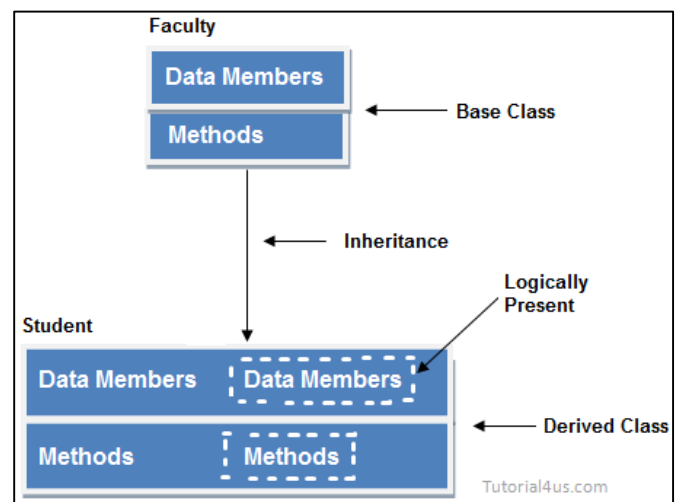 Faculty
Data Members
Base Class
Methods
Inheritance
Logically
Present
Student
Data Members Data Members
Derived Class
Methods Methods
Tutorial4us.com